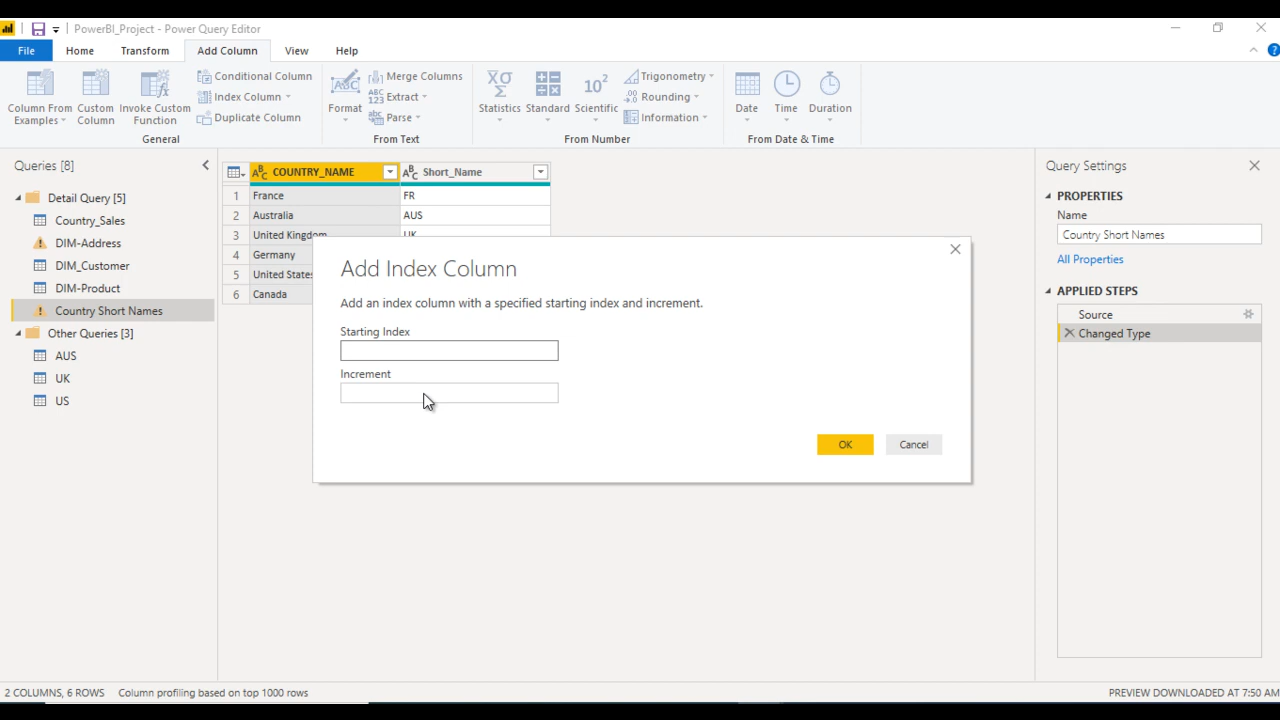 PowerBI_Project - Power Query Editor
File Home Transform Add Column View Help
Column From Examples
Custom Column
Invoke Custom Function
Conditional Column
Index Column
Duplicate Column
General
Format
Merge Columns
Extract
Parse
From Text
Statistics
Standard
Scientific
Trigonometry
Rounding
Information
From Number
Date
Time
Duration
From Date & Time
Queries [8]
Detail Query [5]
Country_Sales
DIM-Address
DIM_Customer
DIM-Product
Country Short Names
Other Queries [3]
AUS
UK
US
COUNTRY_NAME Short_Name
1 France FR
2 Australia AUS
3 United Kingdom UK
4 Germany
5 United States
6 Canada
Add Index Column
Add an index column with a specified starting index and increment.
Starting Index
Increment
OK Cancel
Query Settings
PROPERTIES
Name
Country Short Names
All Properties
APPLIED STEPS
Source
Changed Type
2 COLUMNS, 6 ROWS Column profiling based on top 1000 rows
PREVIEW DOWNLOADED AT 7:50 AM